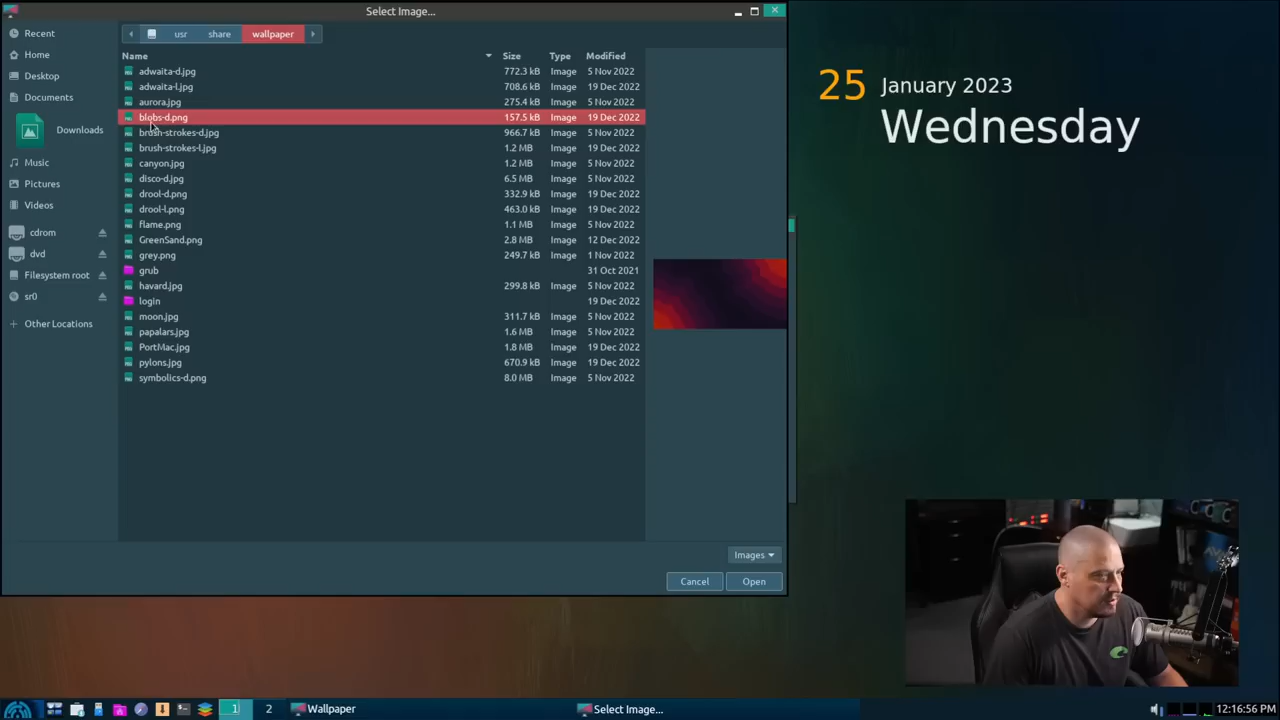 Select Image...
Recent
Home
Desktop
Documents
Downloads
Music
Pictures
Videos
cdrom
dvd
Filesystem root
sr0
Other Locations
usr share wallpaper
Name Size Type Modified
adwaita-d.jpg 772.3 kB Image 5 Nov 2022
adwaita-l.jpg 708.6 kB Image 19 Dec 2022
aurora.jpg 275.4 kB Image 5 Nov 2022
blobs-d.png 157.5 kB Image 19 Dec 2022
brush-strokes-d.jpg 966.7 kB Image 5 Nov 2022
brush-strokes-l.jpg 1.2 MB Image 19 Dec 2022
canyon.jpg 1.2 MB Image 5 Nov 2022
disco-d.jpg 6.5 MB Image 5 Nov 2022
drool-d.png 332.9 kB Image 19 Dec 2022
drool-l.png 463.0 kB Image 19 Dec 2022
flame.png 1.1 MB Image 5 Nov 2022
GreenSand.png 2.8 MB Image 12 Dec 2022
grey.png 249.7 kB Image 1 Nov 2022
grub 31 Oct 2021
havard.jpg 299.8 kB Image 5 Nov 2022
login 19 Dec 2022
moon.jpg 311.7 kB Image 5 Nov 2022
papalars.jpg 1.6 MB Image 5 Nov 2022
PortMac.jpg 1.8 MB Image 19 Dec 2022
pylons.jpg 670.9 kB Image 19 Dec 2022
symbolics-d.png 8.0 MB Image 5 Nov 2022
Images
Cancel Open
25 January 2023
Wednesday
1 2 Wallpaper Select Image... 12:16:56 PM